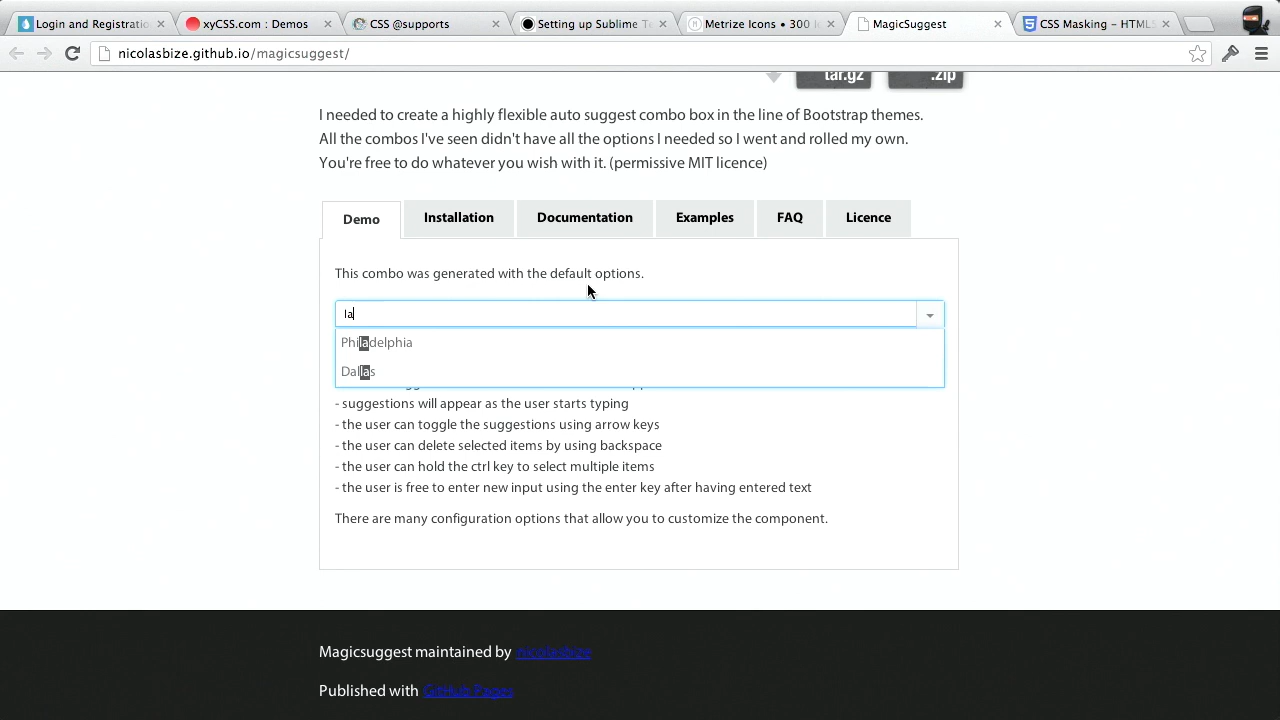 Login and Registratio
xyCSS.com : Demos
CSS @supports
Setting up Sublime T
Metrize Icons • 300 I
MagicSuggest
CSS Masking – HTML5
nicolasbize.github.io/magicsuggest/
tar.gz
.zip
I needed to create a highly flexible auto suggest combo box in the line of Bootstrap themes.
All the combos I've seen didn't have all the options I needed so I went and rolled my own.
You're free to do whatever you wish with it. (permissive MIT licence)
Demo
Installation
Documentation
Examples
FAQ
Licence
This combo was generated with the default options.
la
Philadelphia
Dallas
- suggestions will appear as the user starts typing
- the user can toggle the suggestions using arrow keys
- the user can delete selected items by using backspace
- the user can hold the ctrl key to select multiple items
- the user is free to enter new input using the enter key after having entered text
There are many configuration options that allow you to customize the component.
Magicsuggest maintained by nicolasbize
Published with GitHub Pages